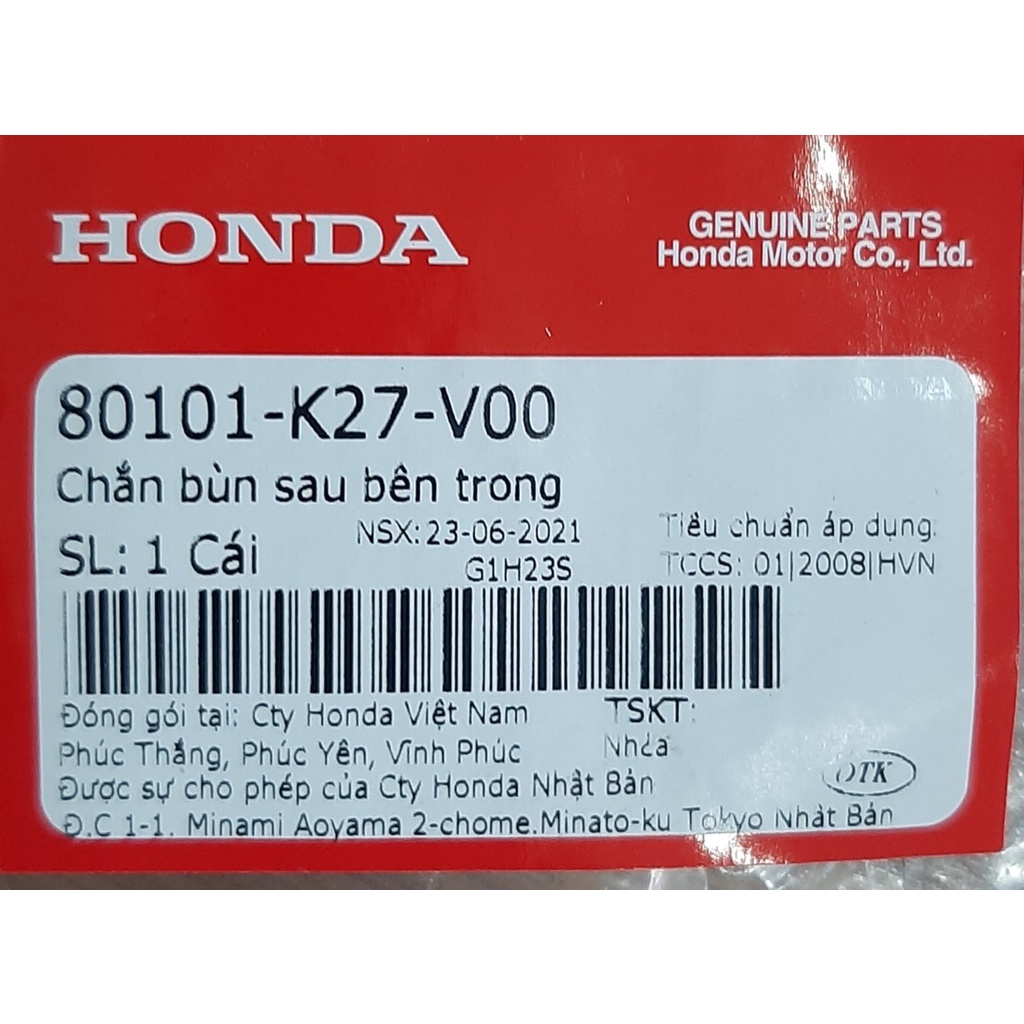 HONDA
GENUINE PARTS
Honda Motor Co., Ltd.
80101-K27-V00
Chắn bùn sau bên trong
SL: 1 Cái
NSX: 23-06-2021
G1H23S
Tiêu chuẩn áp dụng:
TCCS: 01|2008|HVN
Đóng gói tại: Cty Honda Việt Nam
Phúc Thắng, Phúc Yên, Vĩnh Phúc
Được sự cho phép của Cty Honda Nhật Bản
Đ.C 1-1. Minami Aoyama 2-chome.Minato-ku Tokyo Nhật Bản
TSKT:
Nhựa
OTK